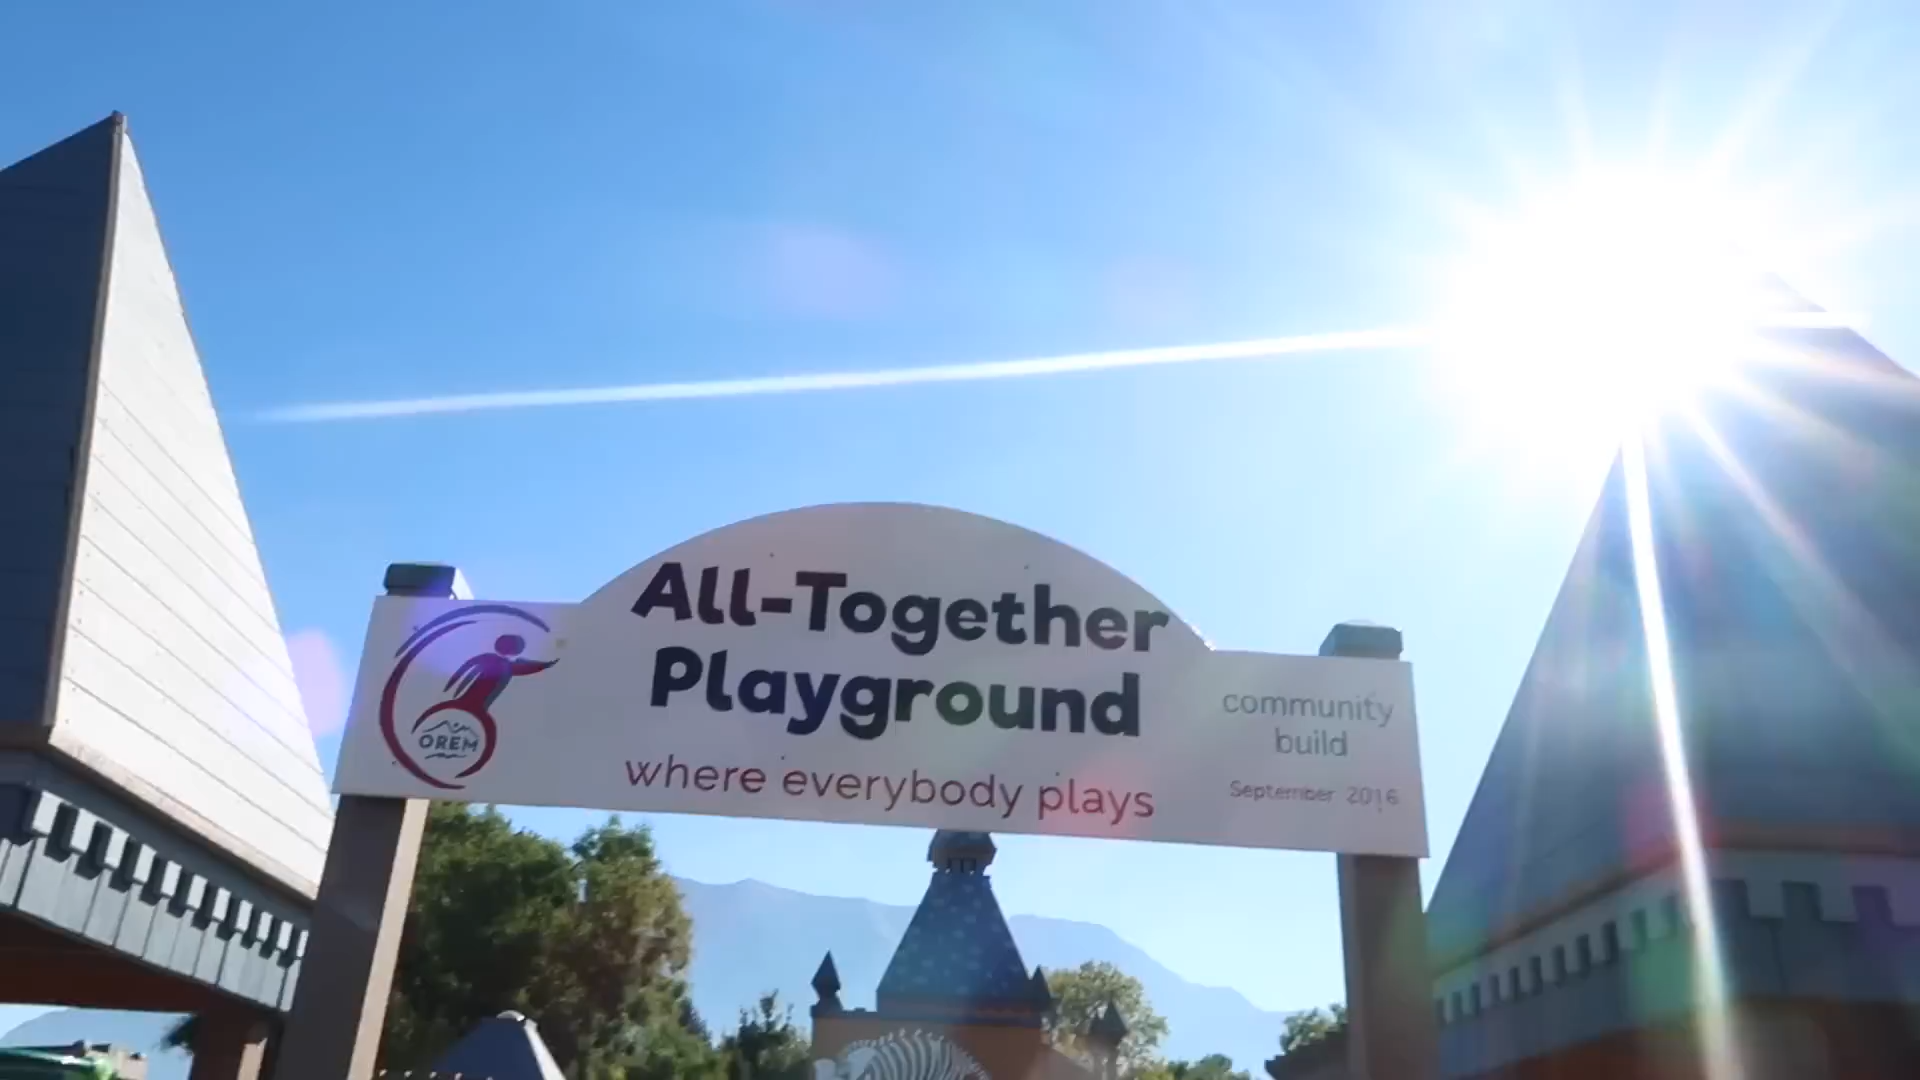 All-Together
Playground
where everybody plays
OREM
community
build
September 2016